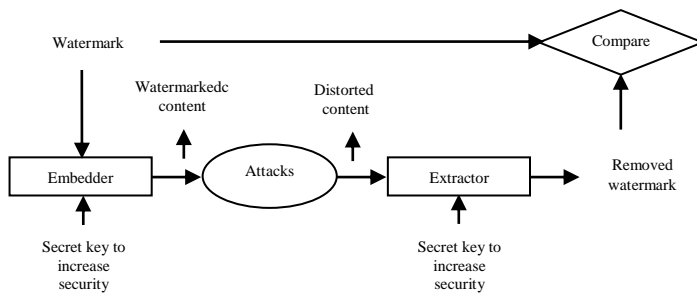 Watermark
Compare
Watermarkedc
content
Distorted
content
Embedder
Attacks
Extractor
Removed
watermark
Secret key to
increase
security
Secret key to
increase
security